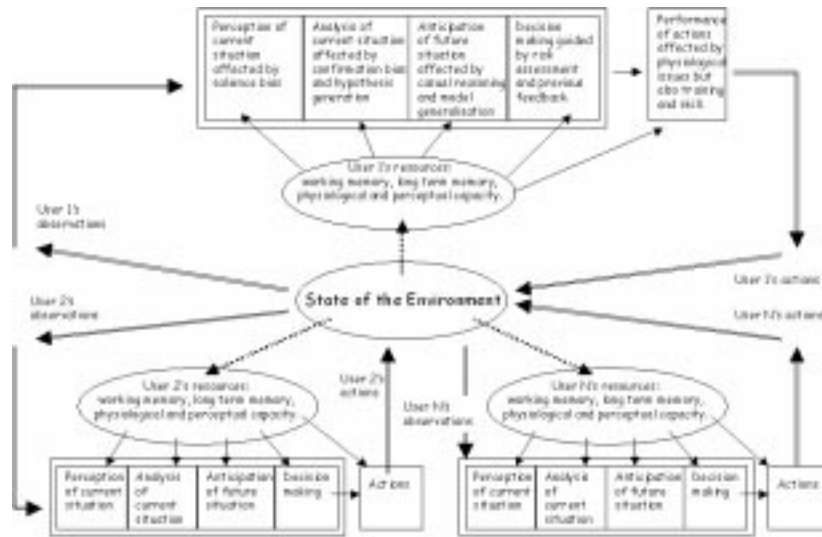 Perception of
current
situation
affected by
salience bias
Analysis of
current situation
affected by
confirmation bias
and hypothesis
generation
Anticipation
of future
situation
affected by
casual reasoning
and model
generalisation
Decision
making guided
by risk
assessment
and previous
feedback.
Performance
of actions
affected by
physiological
issues but
also training
and skill.
User 1's resources:
working memory, long term memory,
physiological and perceptual capacity.
User 1's
observations
User 2's
observations
State of the Environment
User 1's actions
User N's actions
User 2's resources:
working memory, long term memory,
physiological and perceptual capacity.
User 2's
actions
User N's
observations
User N's resources:
working memory, long term memory,
physiological and perceptual capacity.
Perception
of current
situation
Analysis
of
current
situation
Anticipation
of future
situation
Decision
making
Actions
Perception
of current
situation
Analysis
of
current
situation
Anticipation
of future
situation
Decision
making
Actions